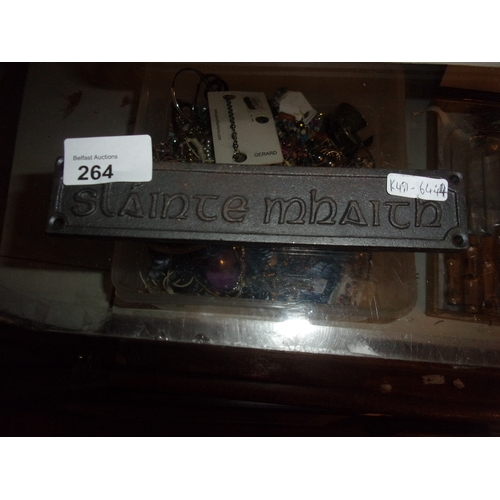 Belfast Auctions
264
Sláinte mhaith
GERARD